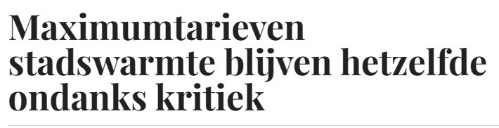 Maximumtarieven
stadswarmte blijven hetzelfde
ondanks kritiek